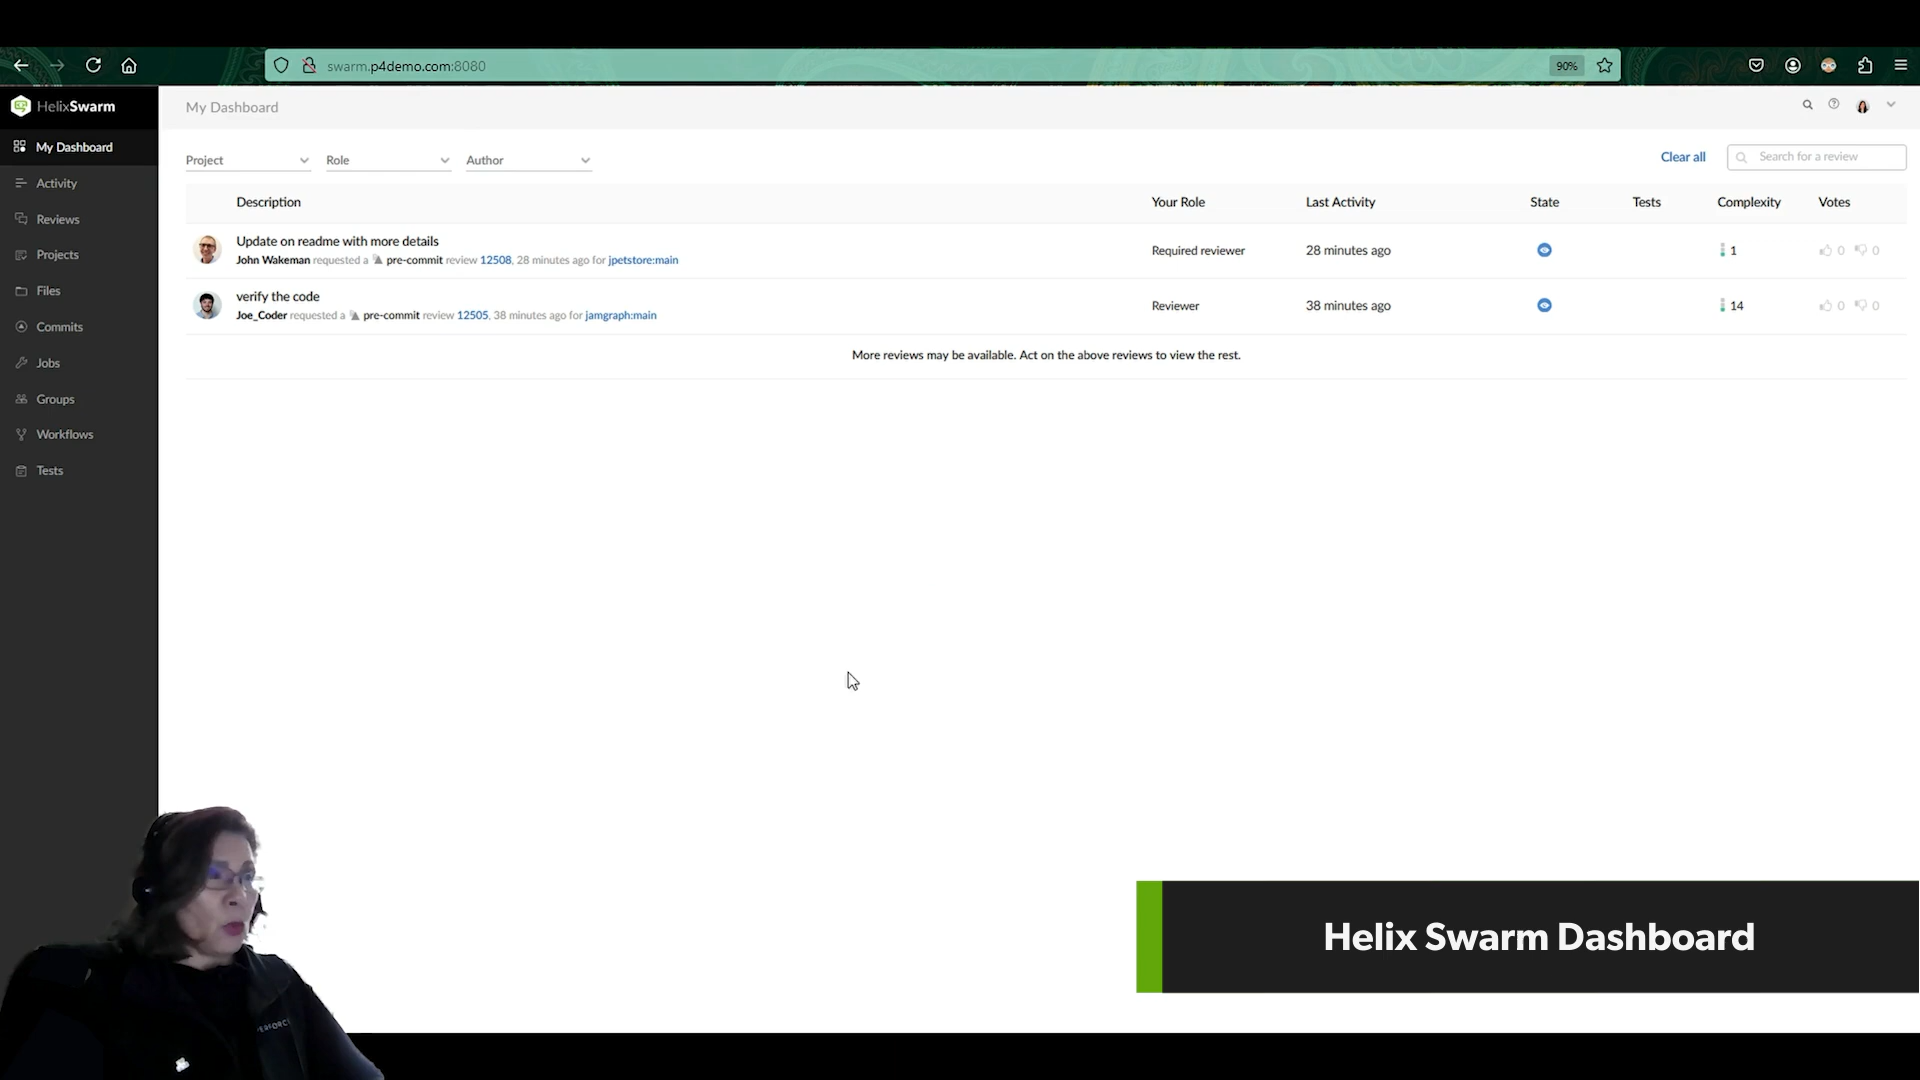 swarm.p4demo.com:8080
90%
HelixSwarm
My Dashboard
My Dashboard
Activity
Reviews
Projects
Files
Commits
Jobs
Groups
Workflows
Tests
Project
Role
Author
Clear all
Search for a review
Description Your Role Last Activity State Tests Complexity Votes
Update on readme with more details
John Wakeman requested a pre-commit review 12508, 28 minutes ago for jpetstore:main
Required reviewer 28 minutes ago 1 0 0
verify the code
Joe_Coder requested a pre-commit review 12505, 38 minutes ago for jamgraph:main
Reviewer 38 minutes ago 14 0 0
More reviews may be available. Act on the above reviews to view the rest.
Helix Swarm Dashboard